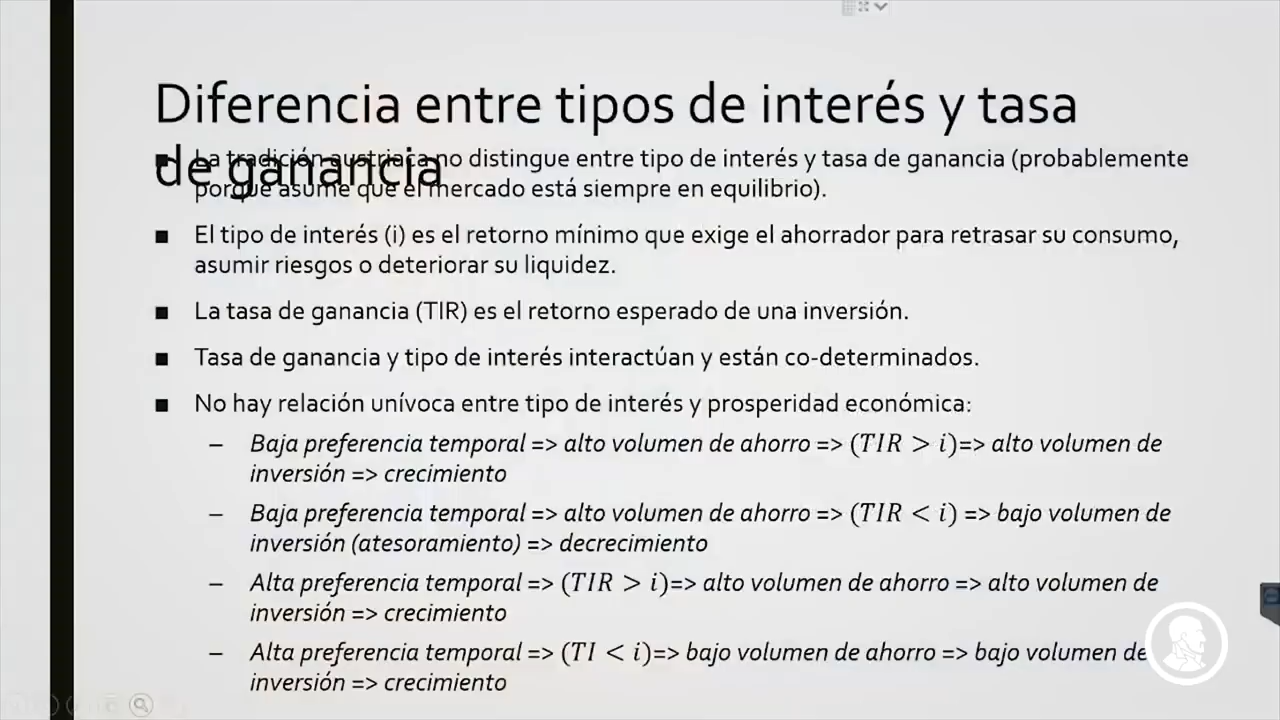 Diferencia entre tipos de interés y tasa
de ganancia
■ La tradición austriaca no distingue entre tipo de interés y tasa de ganancia (probablemente
porque asume que el mercado está siempre en equilibrio).
■ El tipo de interés (i) es el retorno mínimo que exige el ahorrador para retrasar su consumo,
asumir riesgos o deteriorar su liquidez.
■ La tasa de ganancia (TIR) es el retorno esperado de una inversión.
■ Tasa de ganancia y tipo de interés interactúan y están co-determinados.
■ No hay relación unívoca entre tipo de interés y prosperidad económica:
– Baja preferencia temporal => alto volumen de ahorro => (TIR > i)=> alto volumen de
inversión => crecimiento
– Baja preferencia temporal => alto volumen de ahorro => (TIR < i) => bajo volumen de
inversión (atesoramiento) => decrecimiento
– Alta preferencia temporal => (TIR > i)=> alto volumen de ahorro => alto volumen de
inversión => crecimiento
– Alta preferencia temporal => (TI < i)=> bajo volumen de ahorro => bajo volumen de
inversión => crecimiento